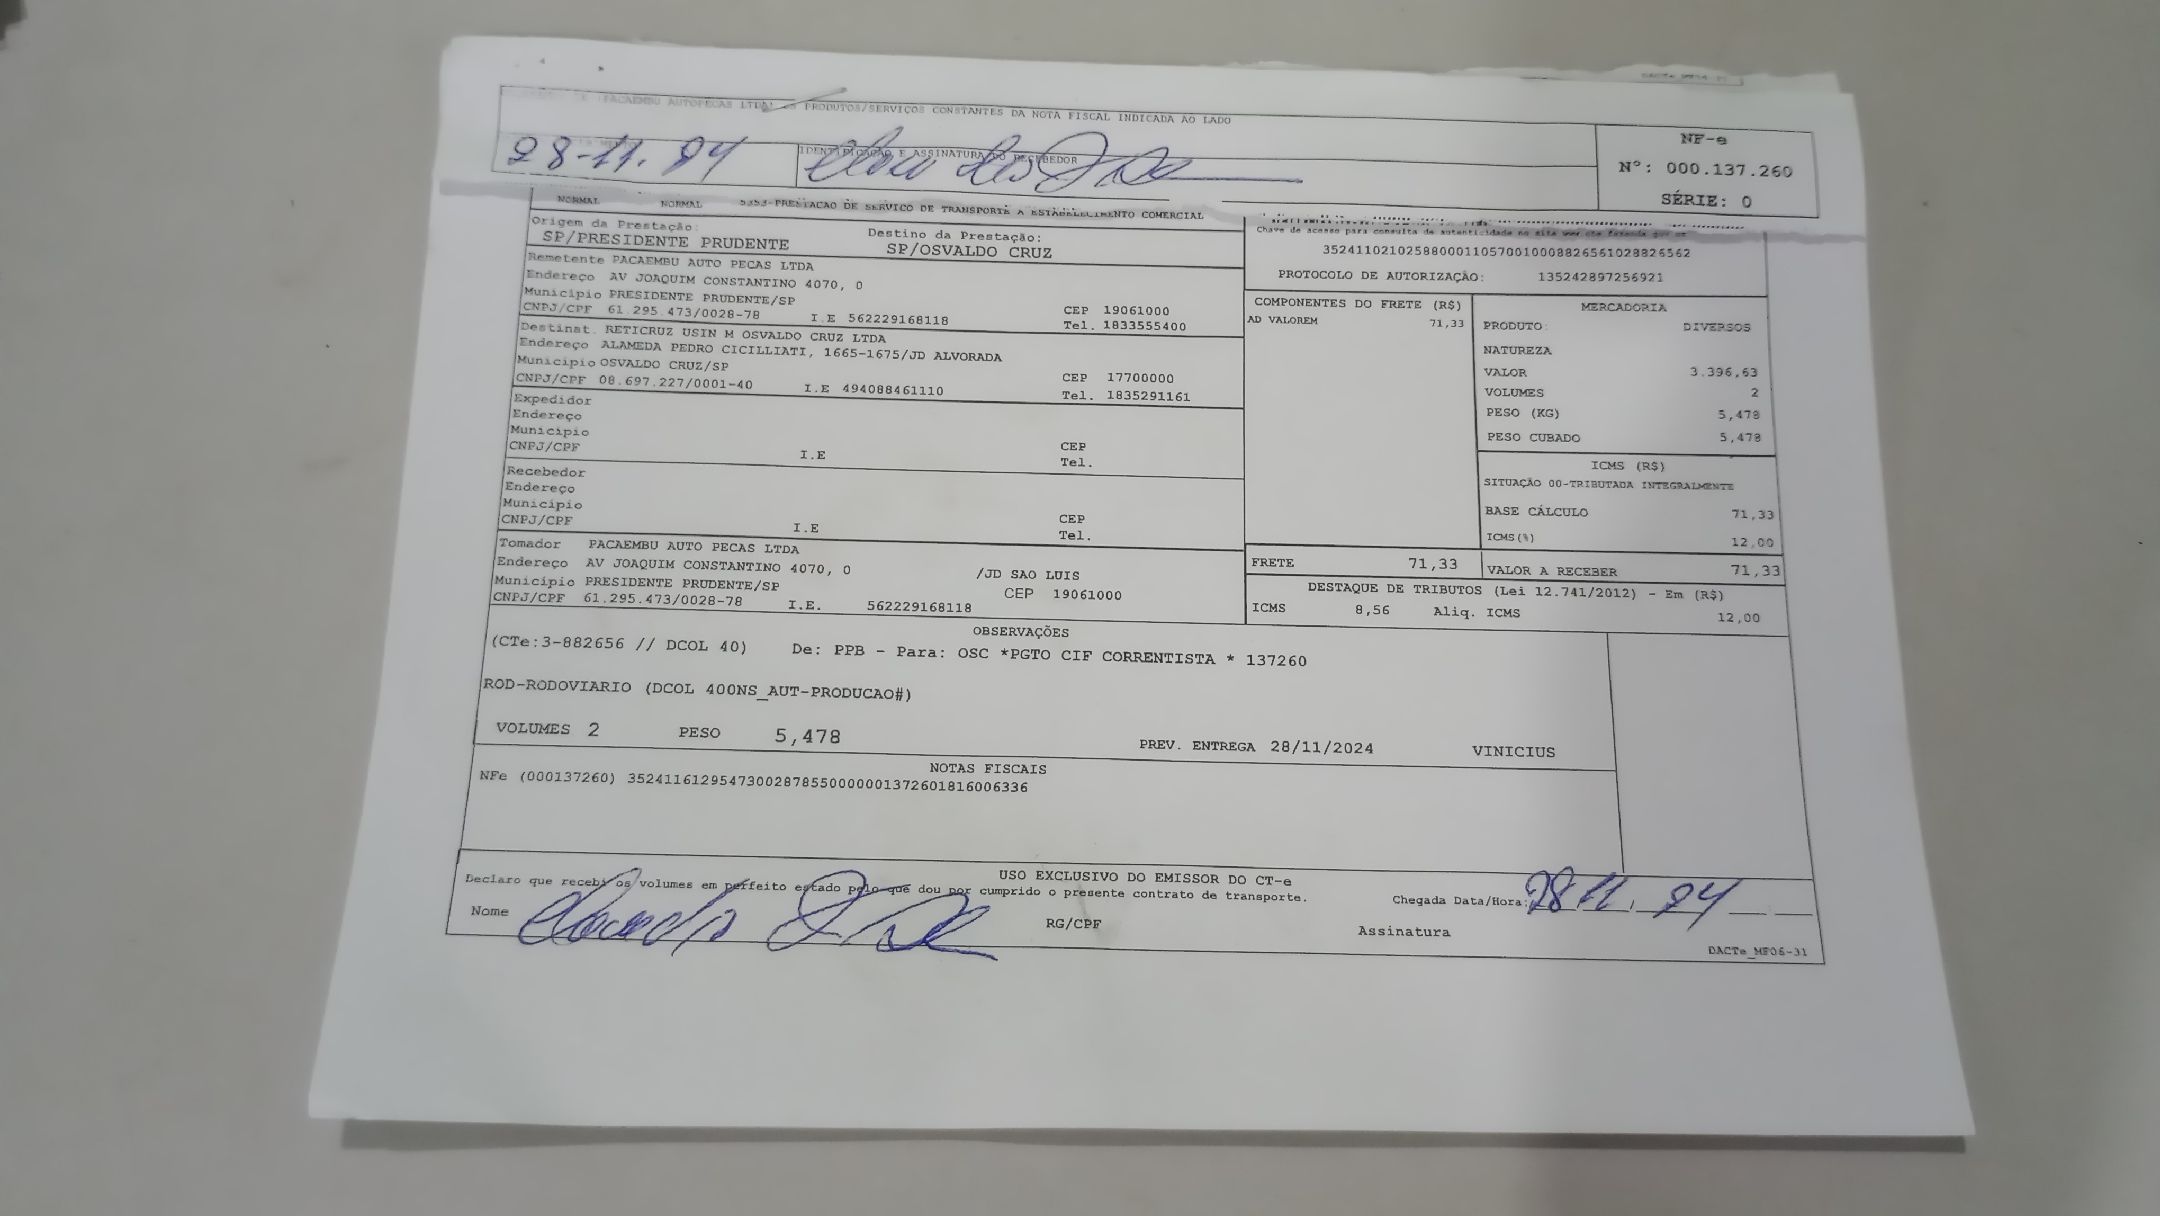 PACAEMBU AUTOPECAS LTDA OS PRODUTOS/SERVIÇOS CONSTANTES DA NOTA FISCAL INDICADA AO LADO
28-11.24
IDENTIFICAÇÃO E ASSINATURA DO RECEBEDOR
NF-e
Nº: 000.137.260
SÉRIE: 0
NORMAL NORMAL 5353-PRESTACAO DE SERVICO DE TRANSPORTE A ESTABELECIMENTO COMERCIAL
Origem da Prestação:
SP/PRESIDENTE PRUDENTE
Destino da Prestação:
SP/OSVALDO CRUZ
Remetente PACAEMBU AUTO PECAS LTDA
Endereço AV JOAQUIM CONSTANTINO 4070, 0
Municipio PRESIDENTE PRUDENTE/SP CEP 19061000
CNPJ/CPF 61.295.473/0028-78 I.E 562229168118 Tel. 1833555400
Destinat. RETICRUZ USIN M OSVALDO CRUZ LTDA
Endereço ALAMEDA PEDRO CICILLIATI, 1665-1675/JD ALVORADA
Municipio OSVALDO CRUZ/SP CEP 17700000
CNPJ/CPF 08.697.227/0001-40 I.E 494088461110 Tel. 1835291161
Expedidor
Endereço
Municipio CEP
CNPJ/CPF I.E Tel.
Recebedor
Endereço
Municipio CEP
CNPJ/CPF I.E Tel.
Tomador PACAEMBU AUTO PECAS LTDA
Endereço AV JOAQUIM CONSTANTINO 4070, 0 /JD SAO LUIS
Municipio PRESIDENTE PRUDENTE/SP CEP 19061000
CNPJ/CPF 61.295.473/0028-78 I.E. 562229168118
Chave de acesso para consulta de autenticidade no site www.cte.fazenda.gov.br
35241102102588000110570010008826561028826562
PROTOCOLO DE AUTORIZAÇÃO: 135242897256921
COMPONENTES DO FRETE (R$)
AD VALOREM 71,33
MERCADORIA
PRODUTO: DIVERSOS
NATUREZA
VALOR 3.396,63
VOLUMES 2
PESO (KG) 5,478
PESO CUBADO 5,478
ICMS (R$)
SITUAÇÃO 00-TRIBUTADA INTEGRALMENTE
BASE CÁLCULO 71,33
ICMS(%) 12,00
FRETE 71,33 VALOR A RECEBER 71,33
DESTAQUE DE TRIBUTOS (Lei 12.741/2012) - Em (R$)
ICMS 8,56 Aliq. ICMS 12,00
OBSERVAÇÕES
(CTe:3-882656 // DCOL 40) De: PPB - Para: OSC *PGTO CIF CORRENTISTA * 137260
ROD-RODOVIARIO (DCOL 400NS_AUT-PRODUCAO#)
VOLUMES 2 PESO 5,478 PREV. ENTREGA 28/11/2024 VINICIUS
NOTAS FISCAIS
NFe (000137260) 35241161295473002878550000001372601816006336
USO EXCLUSIVO DO EMISSOR DO CT-e
Declaro que recebi os volumes em perfeito estado pelo que dou por cumprido o presente contrato de transporte.
Chegada Data/Hora: 28 11, 24
Nome RG/CPF Assinatura
DACTe_MF06-31